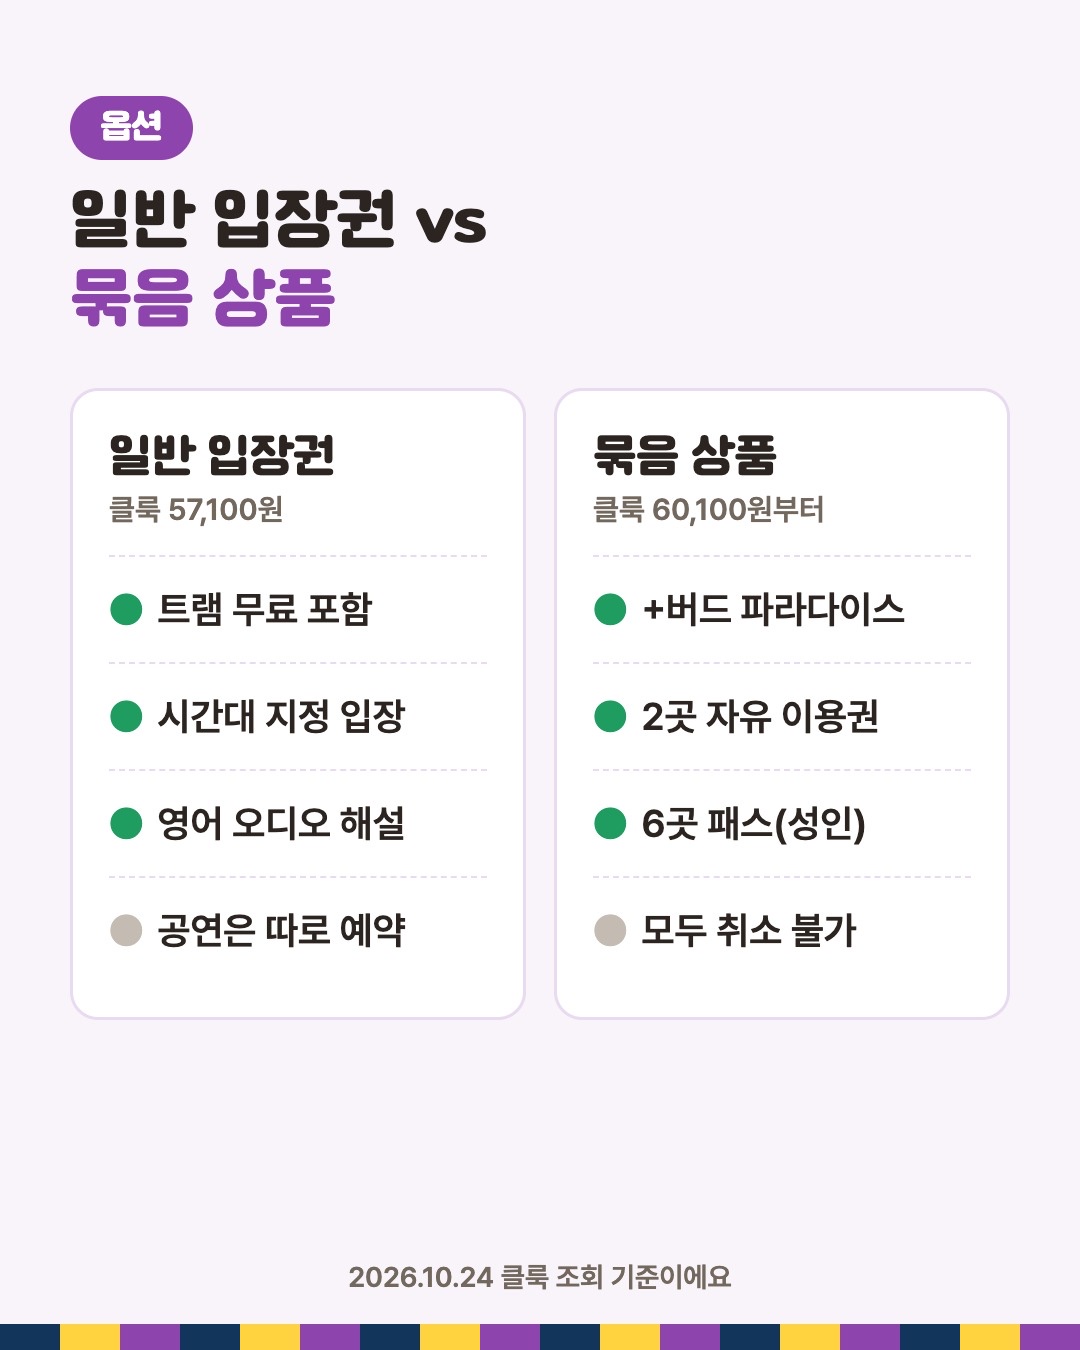 옵션
일반 입장권 vs
묶음 상품
일반 입장권
클룩 57,100원
트램 무료 포함
시간대 지정 입장
영어 오디오 해설
공연은 따로 예약
묶음 상품
클룩 60,100원부터
+버드 파라다이스
2곳 자유 이용권
6곳 패스(성인)
모두 취소 불가
2026.10.24 클룩 조회 기준이에요